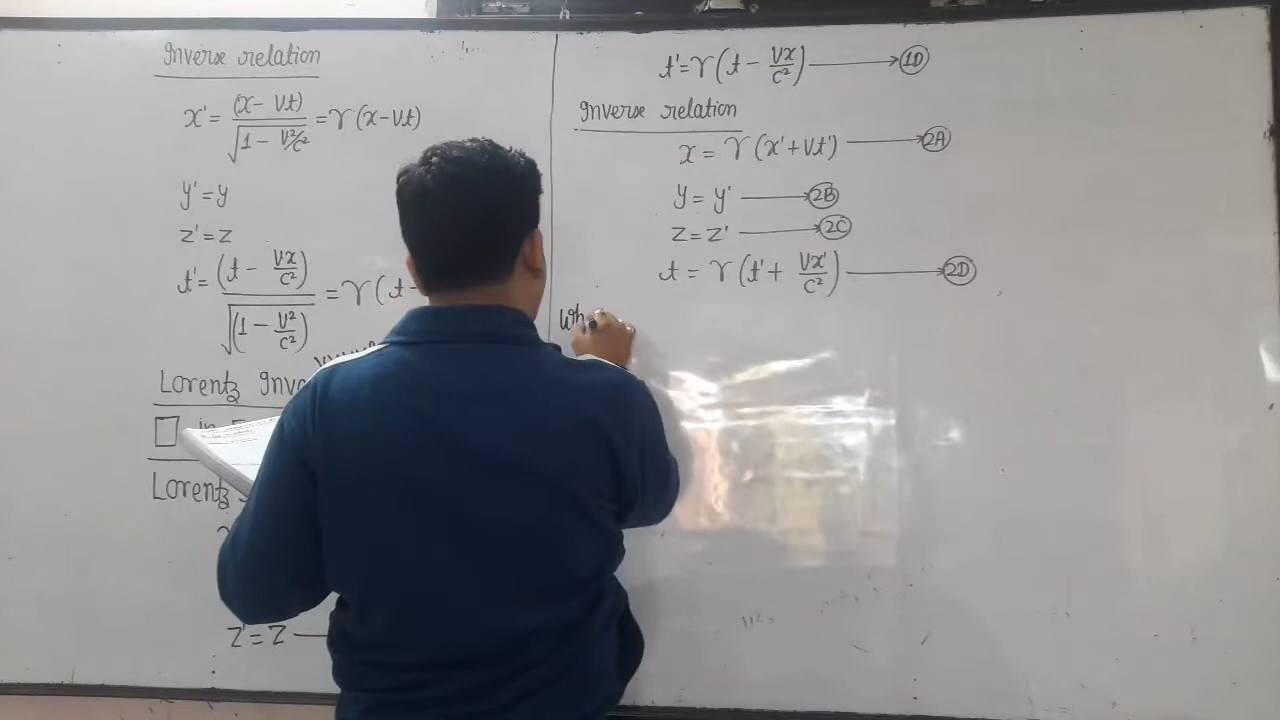 Inverse relation
x' = (x - vt) / √(1 - v²/c²) = γ (x - vt)
y' = y
z' = z
t' = (t - vx/c²) / √(1 - v²/c²) = γ ( t -
Lorentz
□ in
Lorentz
z' = z
t' = γ (t - vx/c²) → 1D
Inverse relation
x = γ (x' + vt') → 2A
y = y' → 2B
z = z' → 2C
t = γ (t' + vx'/c²) → 2D
Wh